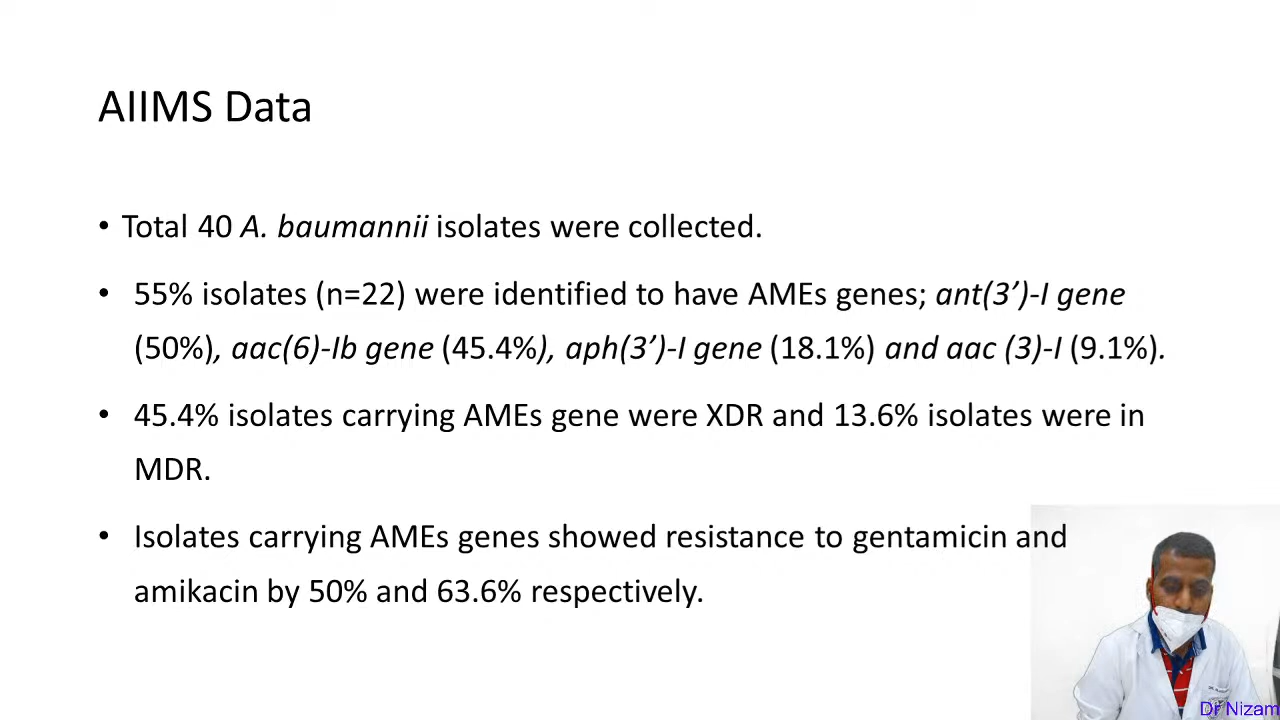 AIIMS Data
• Total 40 A. baumannii isolates were collected.
• 55% isolates (n=22) were identified to have AMEs genes; ant(3’)-I gene
(50%), aac(6)-Ib gene (45.4%), aph(3’)-I gene (18.1%) and aac (3)-I (9.1%).
• 45.4% isolates carrying AMEs gene were XDR and 13.6% isolates were in
MDR.
• Isolates carrying AMEs genes showed resistance to gentamicin and
amikacin by 50% and 63.6% respectively.
Dr Nizam